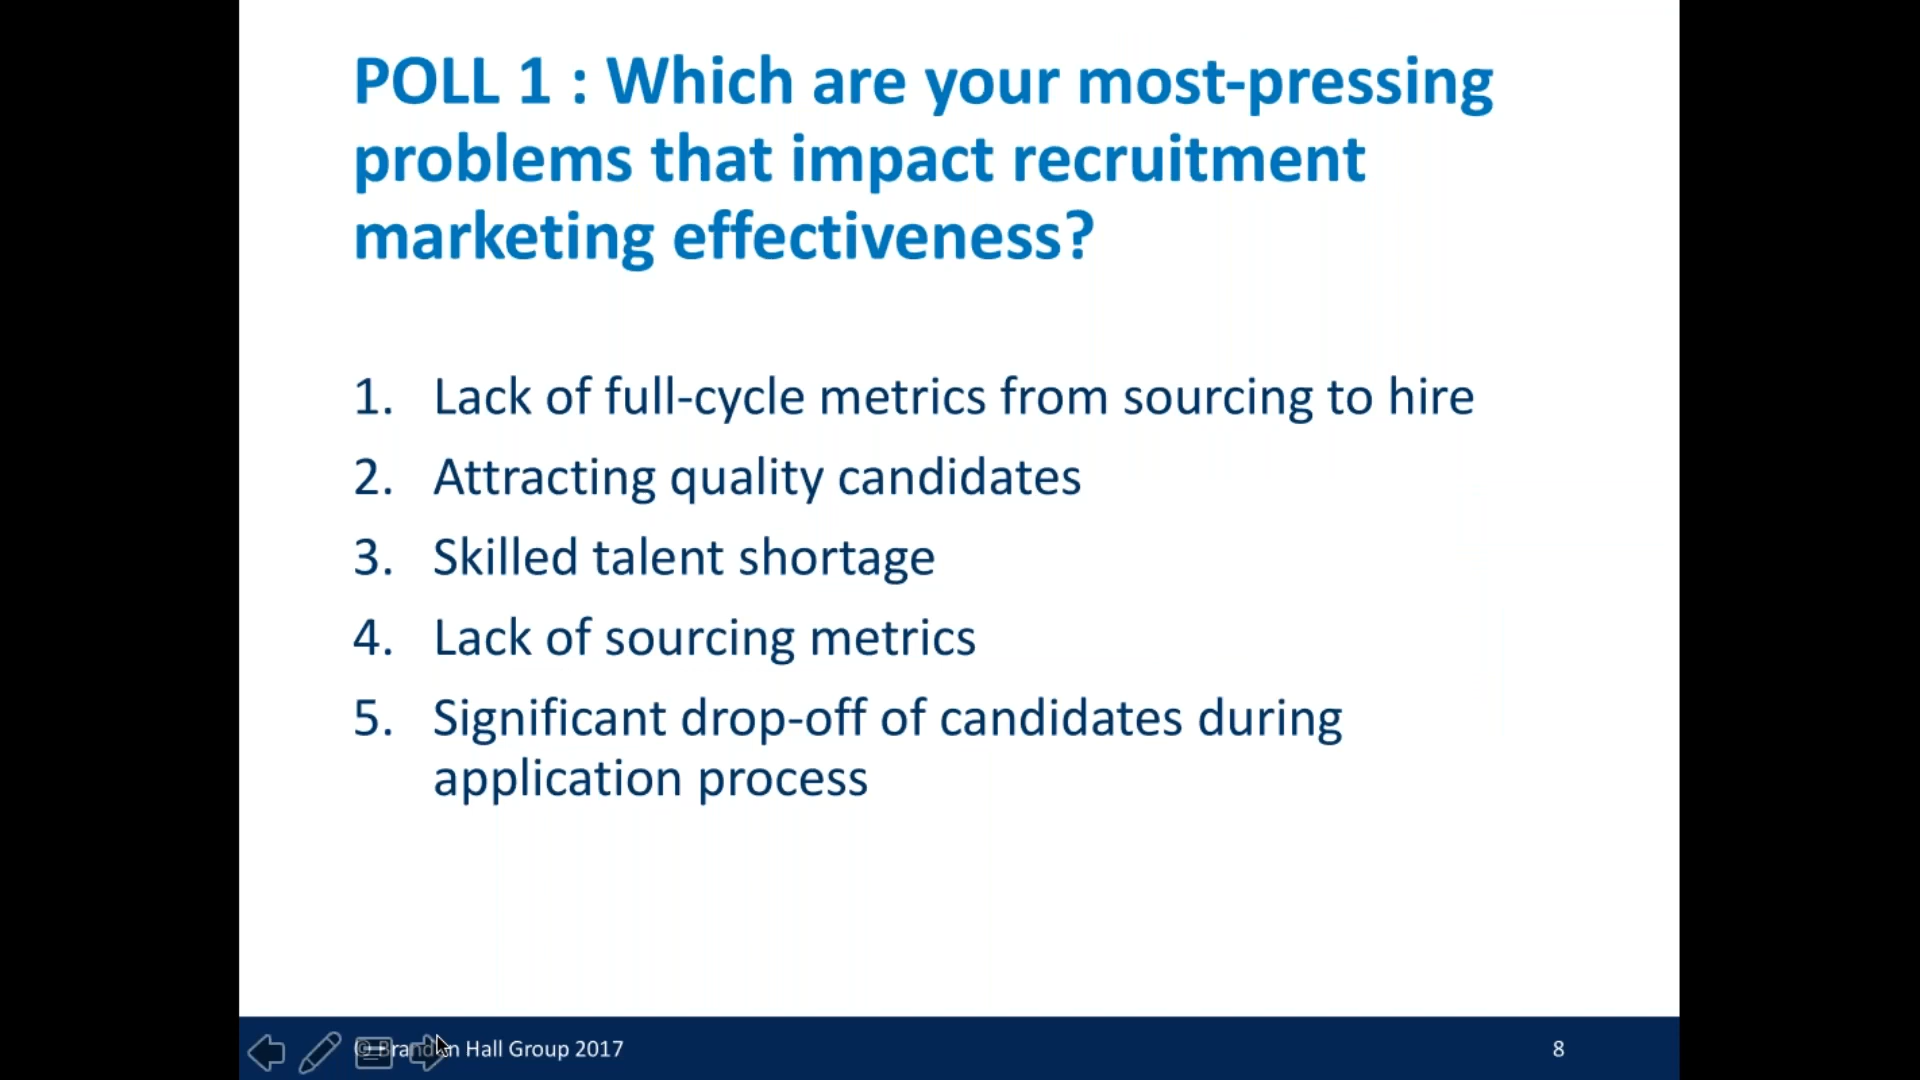 POLL 1 : Which are your most-pressing
problems that impact recruitment
marketing effectiveness?
1. Lack of full-cycle metrics from sourcing to hire
2. Attracting quality candidates
3. Skilled talent shortage
4. Lack of sourcing metrics
5. Significant drop-off of candidates during
application process
© Brandon Hall Group 2017
8